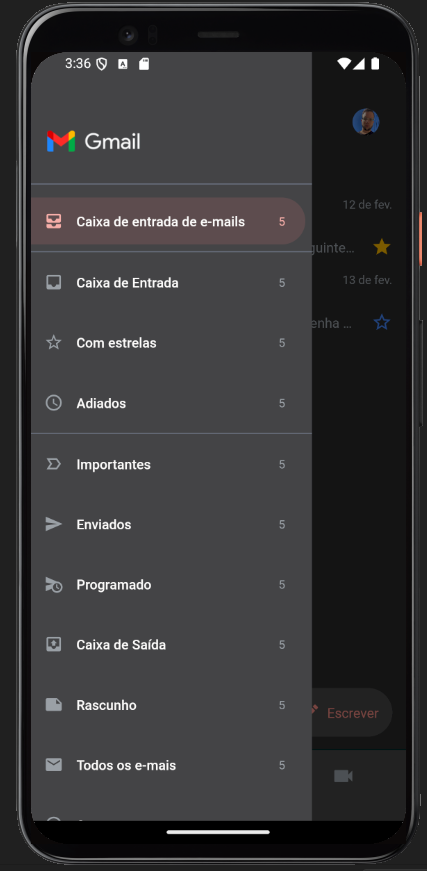 3:36
Gmail
12 de fev.
Caixa de entrada de e-mails 5
guinte...
13 de fev.
Caixa de Entrada 5
enha ...
Com estrelas 5
Adiados 5
Importantes 5
Enviados 5
Programado 5
Caixa de Saída 5
Rascunho 5
Escrever
Todos os e-mais 5